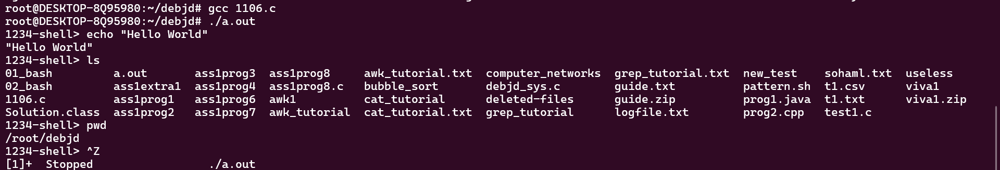 root@DESKTOP-8Q95980:~/debjd# gcc 1106.c
root@DESKTOP-8Q95980:~/debjd# ./a.out
1234-shell> echo "Hello World"
"Hello World"
1234-shell> ls
01_bash a.out ass1prog3 ass1prog8 awk_tutorial.txt computer_networks grep_tutorial.txt new_test sohaml.txt useless
02_bash ass1extra1 ass1prog4 ass1prog8.c bubble_sort debjd_sys.c guide.txt pattern.sh t1.csv viva1
1106.c ass1prog1 ass1prog6 awk1 cat_tutorial deleted-files guide.zip prog1.java t1.txt viva1.zip
Solution.class ass1prog2 ass1prog7 awk_tutorial cat_tutorial.txt grep_tutorial logfile.txt prog2.cpp test1.c
1234-shell> pwd
/root/debjd
1234-shell> ^Z
[1]+ Stopped ./a.out